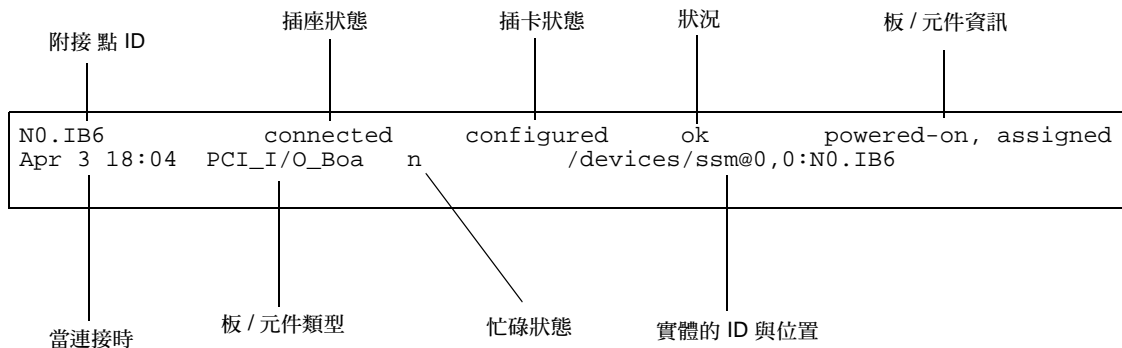 附接 點 ID
插座狀態
插卡狀態
狀況
板 / 元件資訊
N0.IB6 connected configured ok powered-on, assigned
Apr 3 18:04 PCI_I/O_Boa n /devices/ssm@0,0:N0.IB6
當連接時
板 / 元件類型
忙碌狀態
實體的 ID 與位置